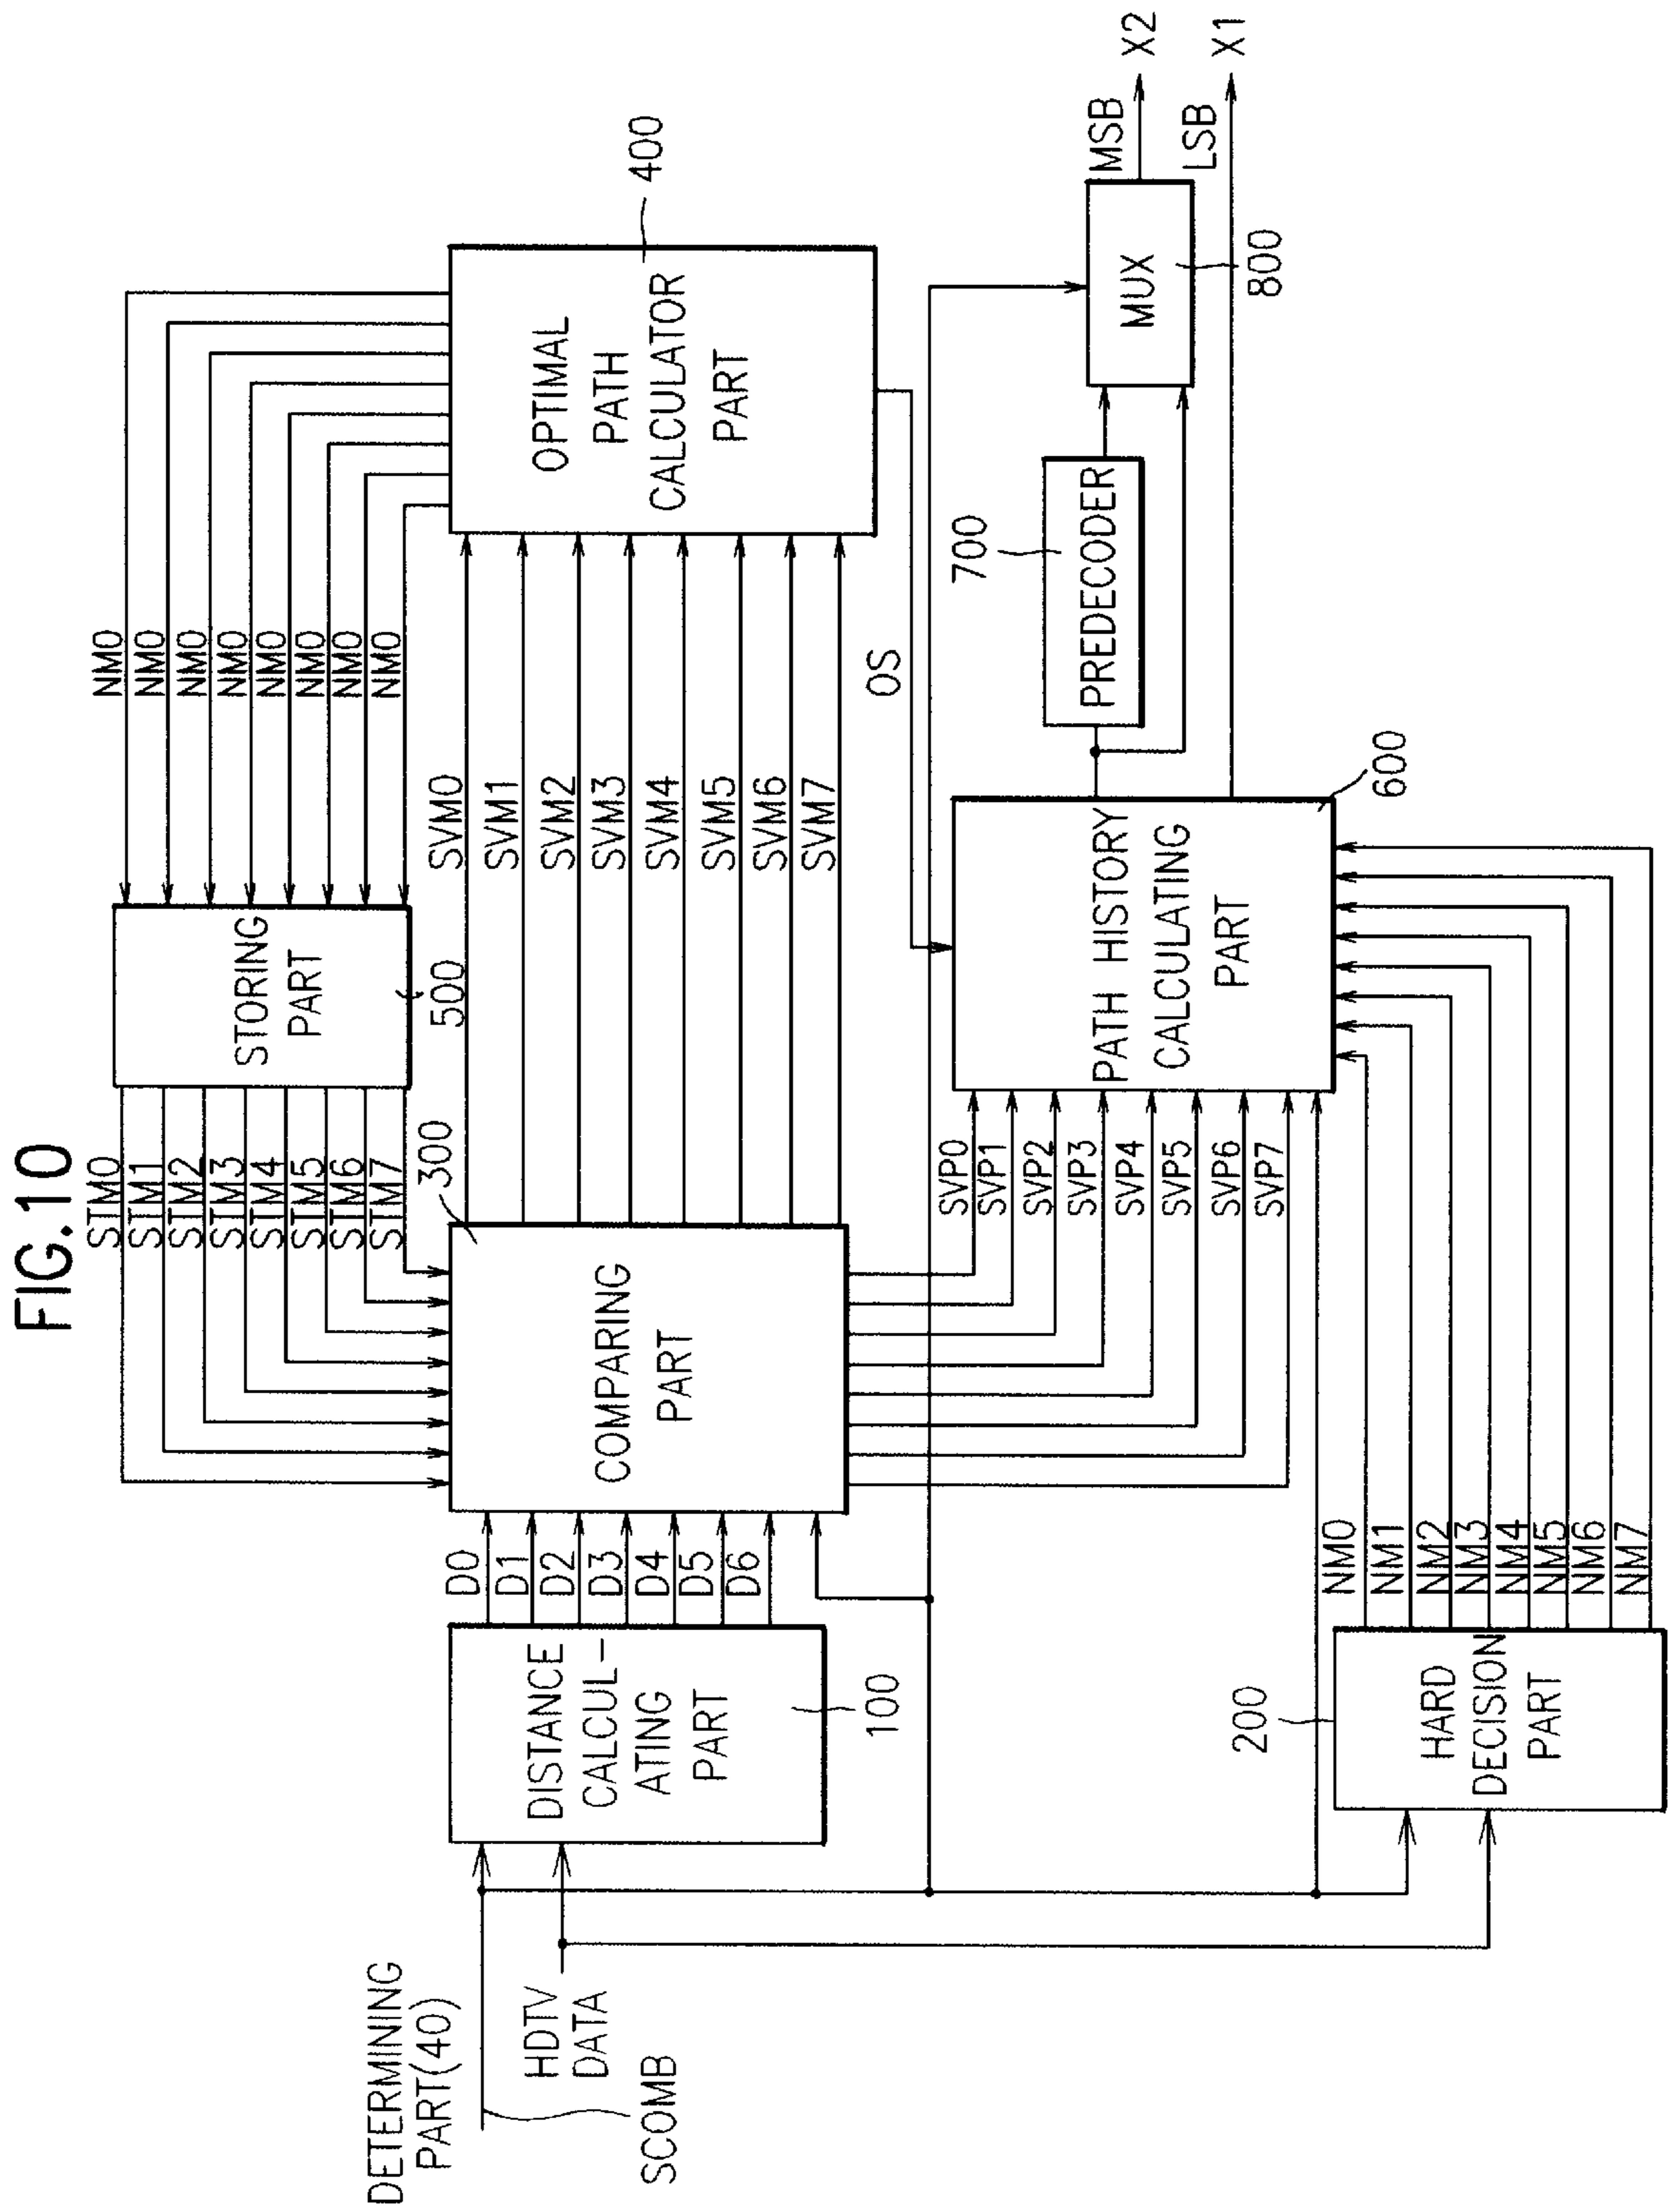 FIG.10
NM0
NM0
NM0
NM0
NM0
NM0
NM0
NM0
STORING
PART
500
STM0
STM1
STM2
STM3
STM4
STM5
STM6
STM7
300
400
DETERMINING
PART(40)
HDTV
DATA
SCOMB
DISTANCE
CALCUL-
ATING
PART
100
D0
D1
D2
D3
D4
D5
D6
COMPARING
PART
SVM0
SVM1
SVM2
SVM3
SVM4
SVM5
SVM6
SVM7
OPTIMAL
PATH
CALCULATOR
PART
OS
SVP0
SVP1
SVP2
SVP3
SVP4
SVP5
SVP6
SVP7
PATH HISTORY
CALCULATING
PART
600
700
PREDECODER
MUX
800
MSB
X2
LSB
X1
200
HARD
DECISION
PART
NM0
NM1
NM2
NM3
NM4
NM5
NM6
NM7